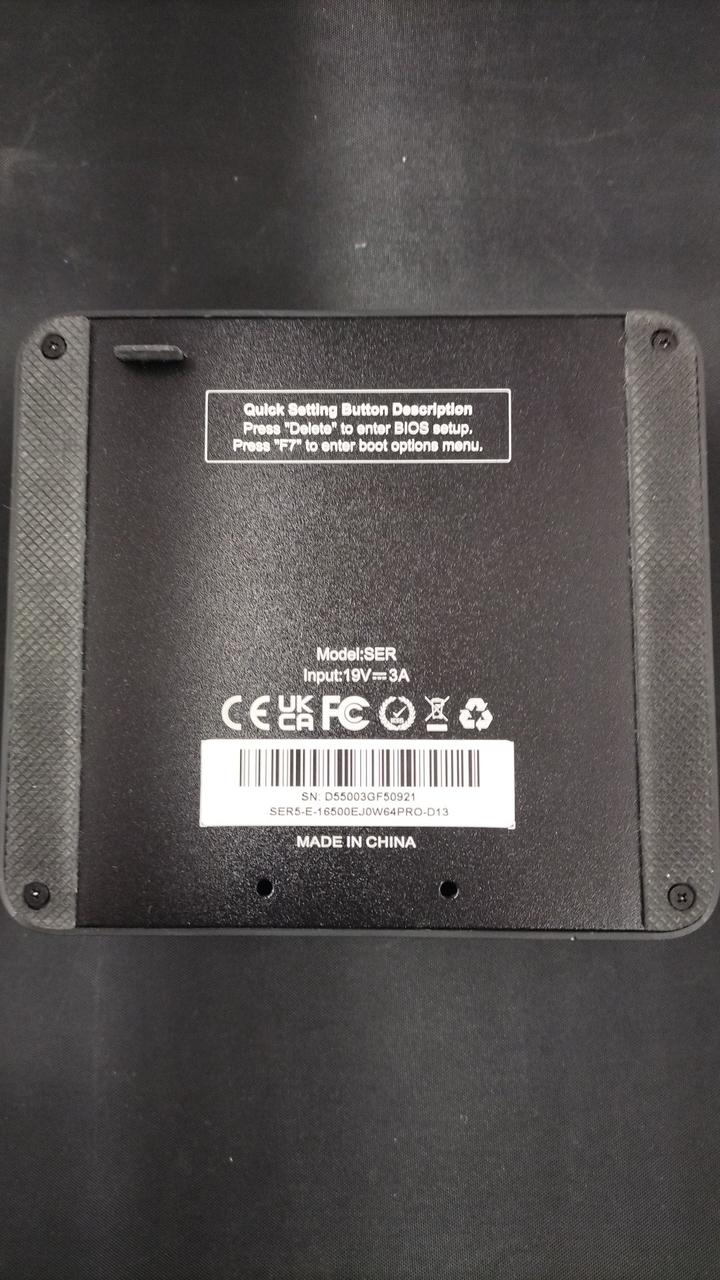 Quick Setting Button Description
Press "Delete" to enter BIOS setup.
Press "F7" to enter boot options menu.
Model:SER
Input:19V⎓3A
CE UK CA FC
SN: D55003GF50921
SER5-E-16500EJ0W64PRO-D13
MADE IN CHINA